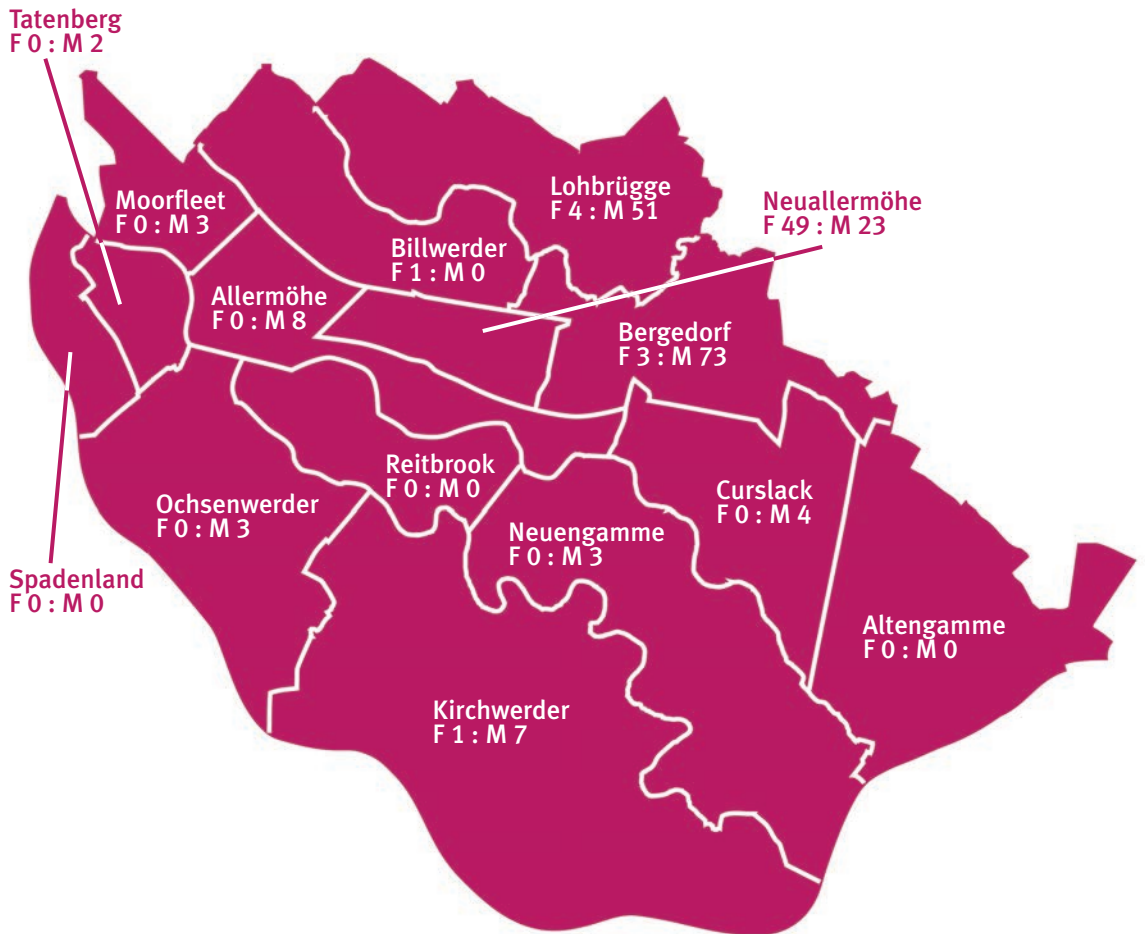 Tatenberg
F 0 : M 2
Moorfleet
F 0 : M 3
Lohbrügge
F 4 : M 51
Neuallermöhe
F 49 : M 23
Billwerder
F 1 : M 0
Allermöhe
F 0 : M 8
Bergedorf
F 3 : M 73
Reitbrook
F 0 : M 0
Curslack
F 0 : M 4
Ochsenwerder
F 0 : M 3
Neuengamme
F 0 : M 3
Spadenland
F 0 : M 0
Altengamme
F 0 : M 0
Kirchwerder
F 1 : M 7